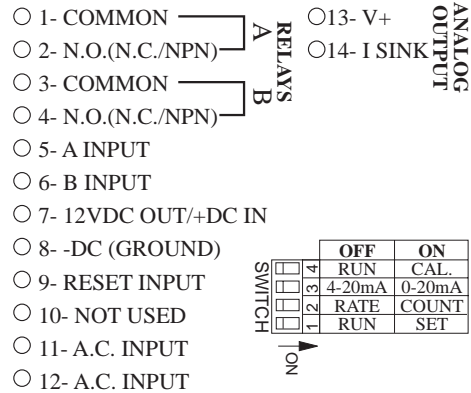 1- COMMON
2- N.O.(N.C./NPN)
3- COMMON
4- N.O.(N.C./NPN)
5- A INPUT
6- B INPUT
7- 12VDC OUT/+DC IN
8- -DC (GROUND)
9- RESET INPUT
10- NOT USED
11- A.C. INPUT
12- A.C. INPUT
A
B
RELAYS
13- V+
14- I SINK
ANALOG
OUTPUT
OFF ON
4 RUN CAL.
3 4-20mA 0-20mA
2 RATE COUNT
1 RUN SET
SWITCH
ON